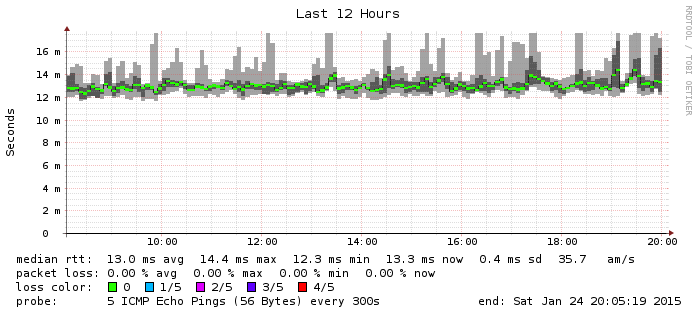 Last 12 Hours
RRDTOOL / TOBI OETIKER
Seconds
16 m
14 m
12 m
10 m
8 m
6 m
4 m
2 m
0
10:00 12:00 14:00 16:00 18:00 20:00
median rtt: 13.0 ms avg 14.4 ms max 12.3 ms min 13.3 ms now 0.4 ms sd 35.7 am/s
packet loss: 0.00 % avg 0.00 % max 0.00 % min 0.00 % now
loss color: 0 1/5 2/5 3/5 4/5
probe: 5 ICMP Echo Pings (56 Bytes) every 300s end: Sat Jan 24 20:05:19 2015